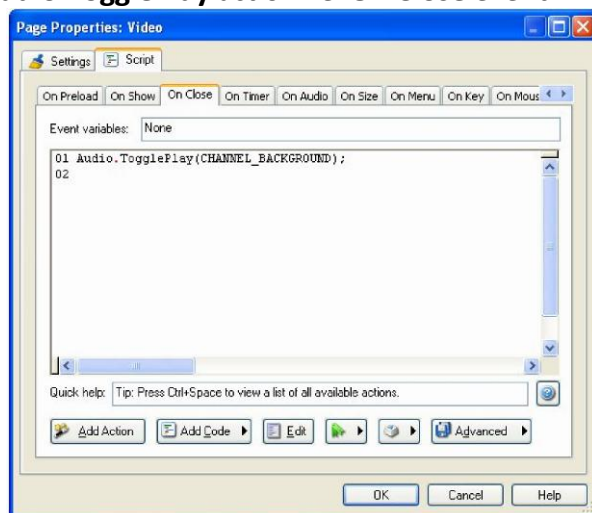 Page Properties: Video
Settings Script
On Preload On Show On Close On Timer On Audio On Size On Menu On Key On Mous
Event variables: None
01 Audio.TogglePlay(CHANNEL_BACKGROUND);
02
Quick help: Tip: Press Ctrl+Space to view a list of all available actions.
Add Action Add Code Edit Advanced
OK Cancel Help